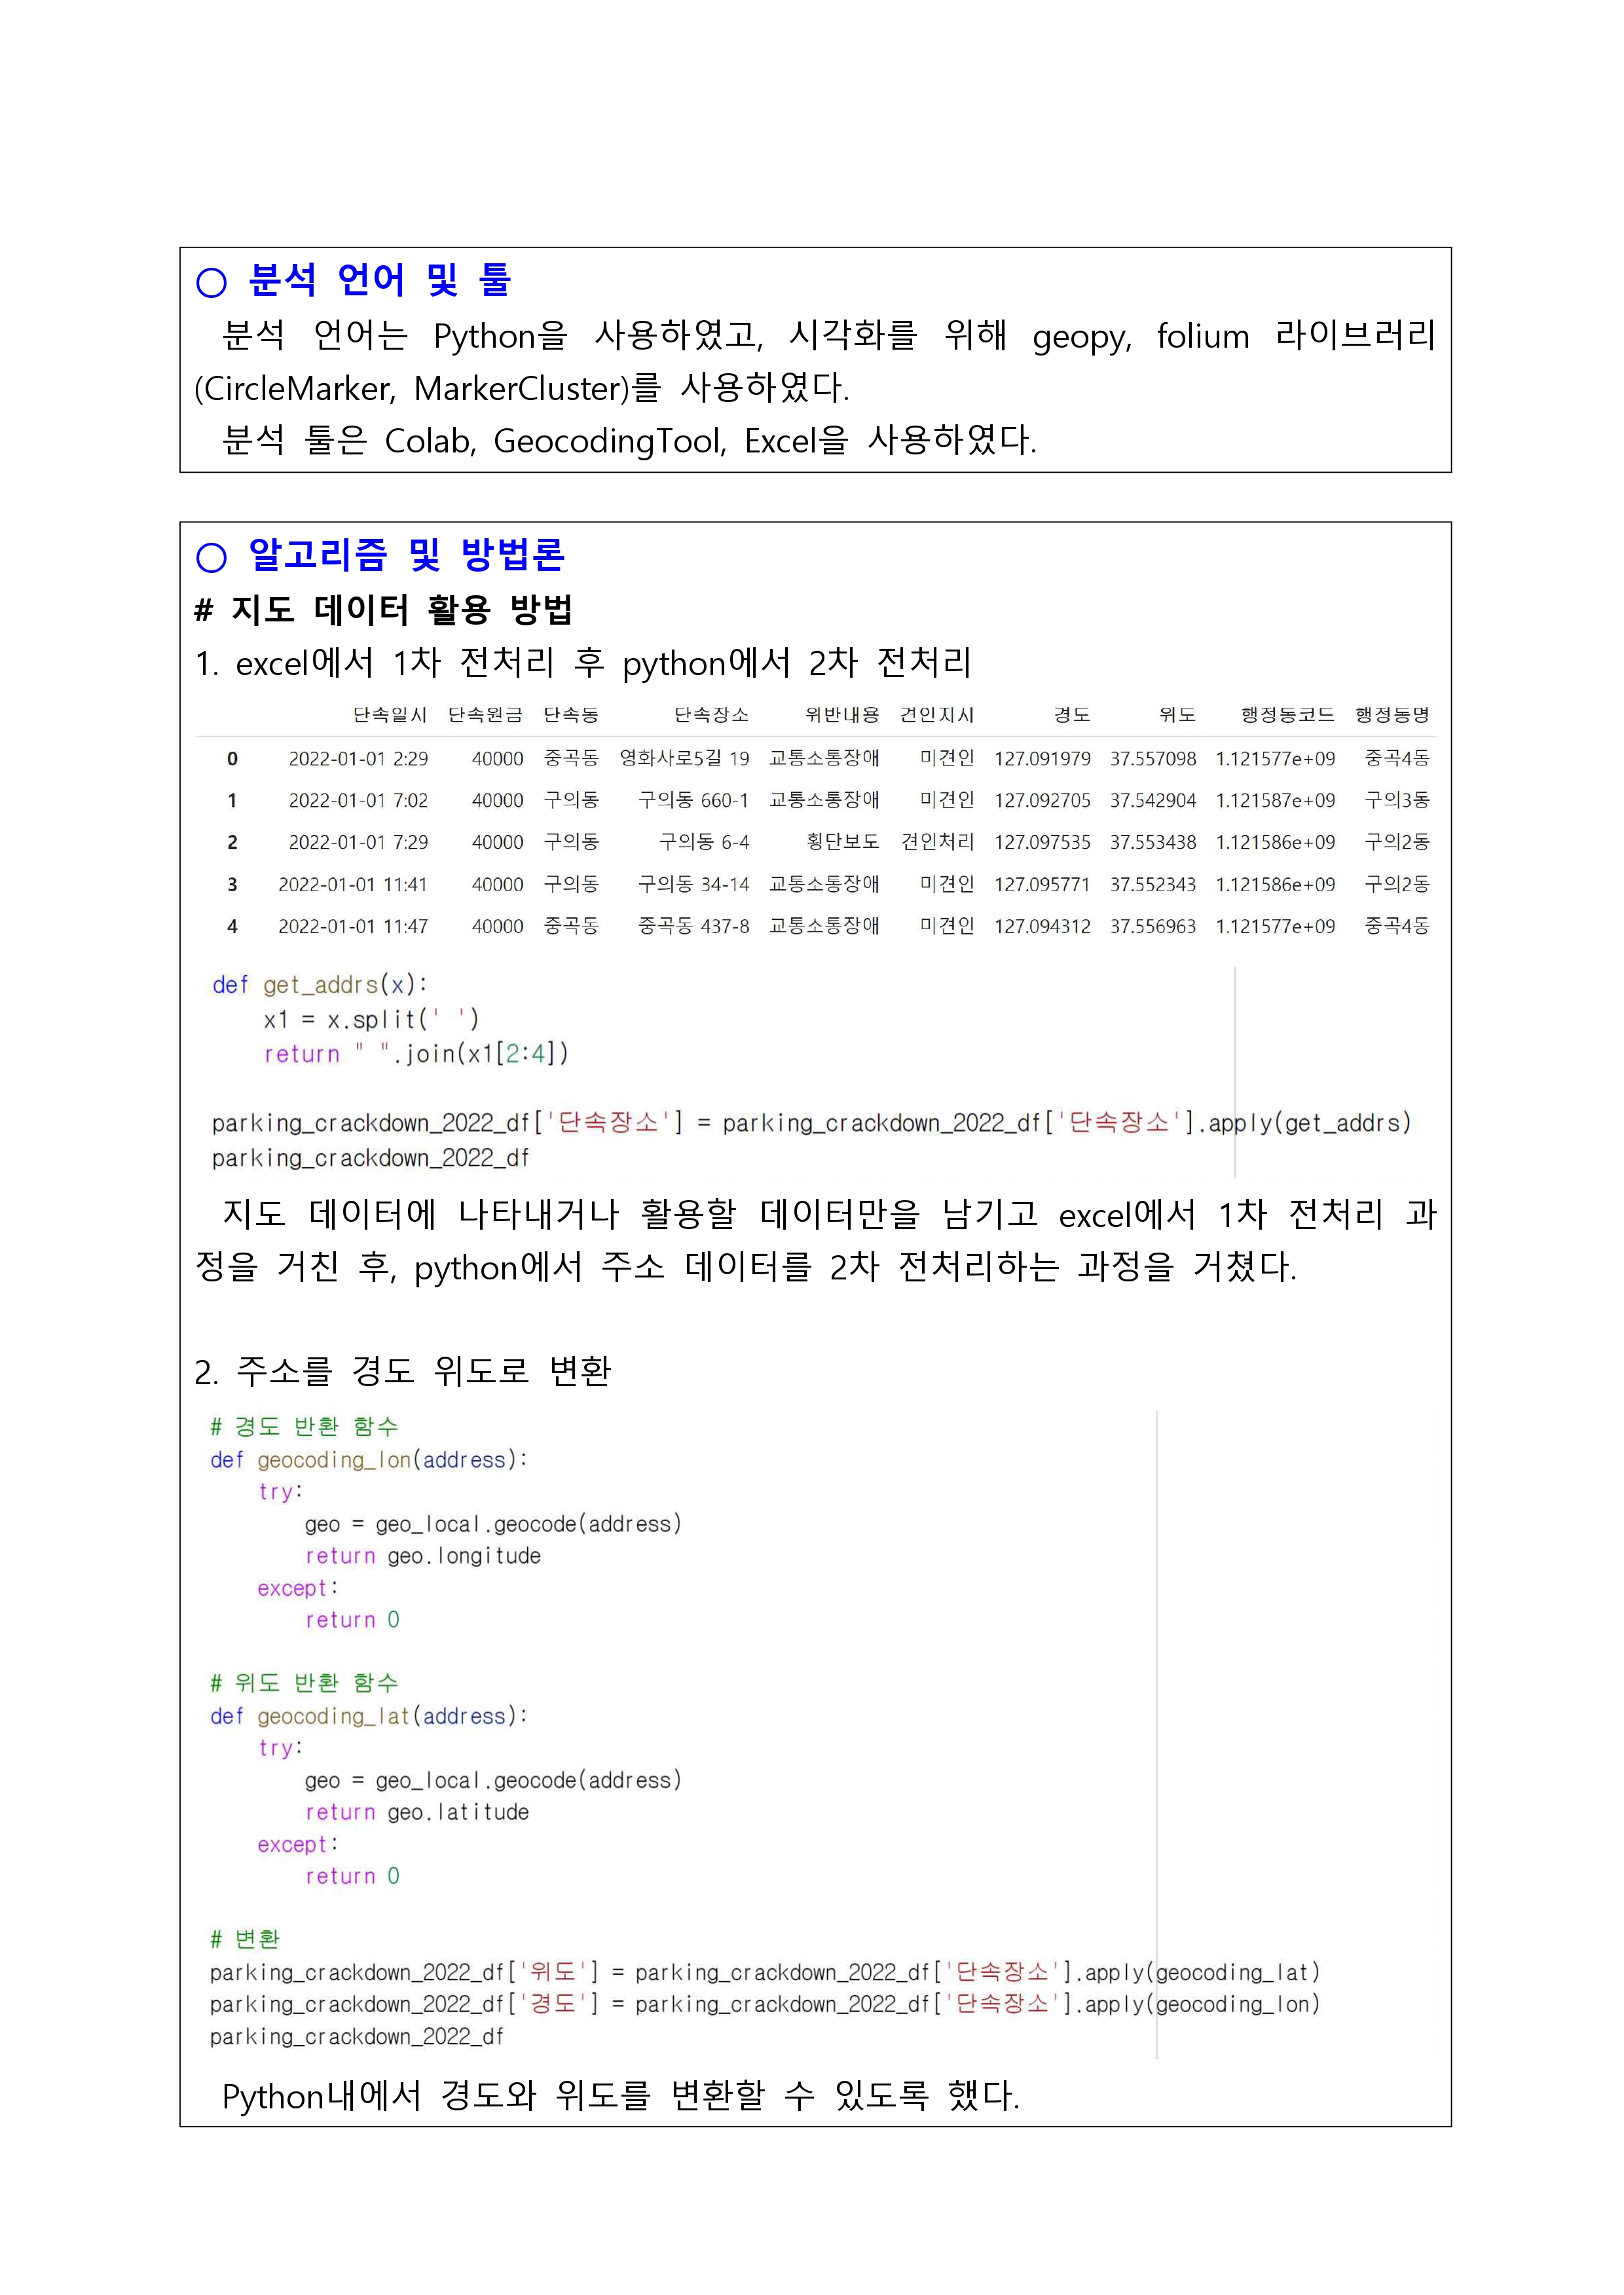 ○ 분석 언어 및 툴
분석 언어는 Python을 사용하였고, 시각화를 위해 geopy, folium 라이브러리
(CircleMarker, MarkerCluster)를 사용하였다.
분석 툴은 Colab, GeocodingTool, Excel을 사용하였다.
○ 알고리즘 및 방법론
# 지도 데이터 활용 방법
1. excel에서 1차 전처리 후 python에서 2차 전처리
단속일시 단속원금 단속동 단속장소 위반내용 견인지시 경도 위도 행정동코드 행정동명
0 2022-01-01 2:29 40000 중곡동 영화사로5길 19 교통소통장애 미견인 127.091979 37.557098 1.121577e+09 중곡4동
1 2022-01-01 7:02 40000 구의동 구의동 660-1 교통소통장애 미견인 127.092705 37.542904 1.121587e+09 구의3동
2 2022-01-01 7:29 40000 구의동 구의동 6-4 횡단보도 견인처리 127.097535 37.553438 1.121586e+09 구의2동
3 2022-01-01 11:41 40000 구의동 구의동 34-14 교통소통장애 미견인 127.095771 37.552343 1.121586e+09 구의2동
4 2022-01-01 11:47 40000 중곡동 중곡동 437-8 교통소통장애 미견인 127.094312 37.556963 1.121577e+09 중곡4동
def get_addrs(x):
    x1 = x.split(' ')
    return " ".join(x1[2:4])
parking_crackdown_2022_df['단속장소'] = parking_crackdown_2022_df['단속장소'].apply(get_addrs)
parking_crackdown_2022_df
지도 데이터에 나타내거나 활용할 데이터만을 남기고 excel에서 1차 전처리 과
정을 거친 후, python에서 주소 데이터를 2차 전처리하는 과정을 거쳤다.
2. 주소를 경도 위도로 변환
# 경도 반환 함수
def geocoding_lon(address):
    try:
        geo = geo_local.geocode(address)
        return geo.longitude
    except:
        return 0
# 위도 반환 함수
def geocoding_lat(address):
    try:
        geo = geo_local.geocode(address)
        return geo.latitude
    except:
        return 0
# 변환
parking_crackdown_2022_df['위도'] = parking_crackdown_2022_df['단속장소'].apply(geocoding_lat)
parking_crackdown_2022_df['경도'] = parking_crackdown_2022_df['단속장소'].apply(geocoding_lon)
parking_crackdown_2022_df
Python내에서 경도와 위도를 변환할 수 있도록 했다.